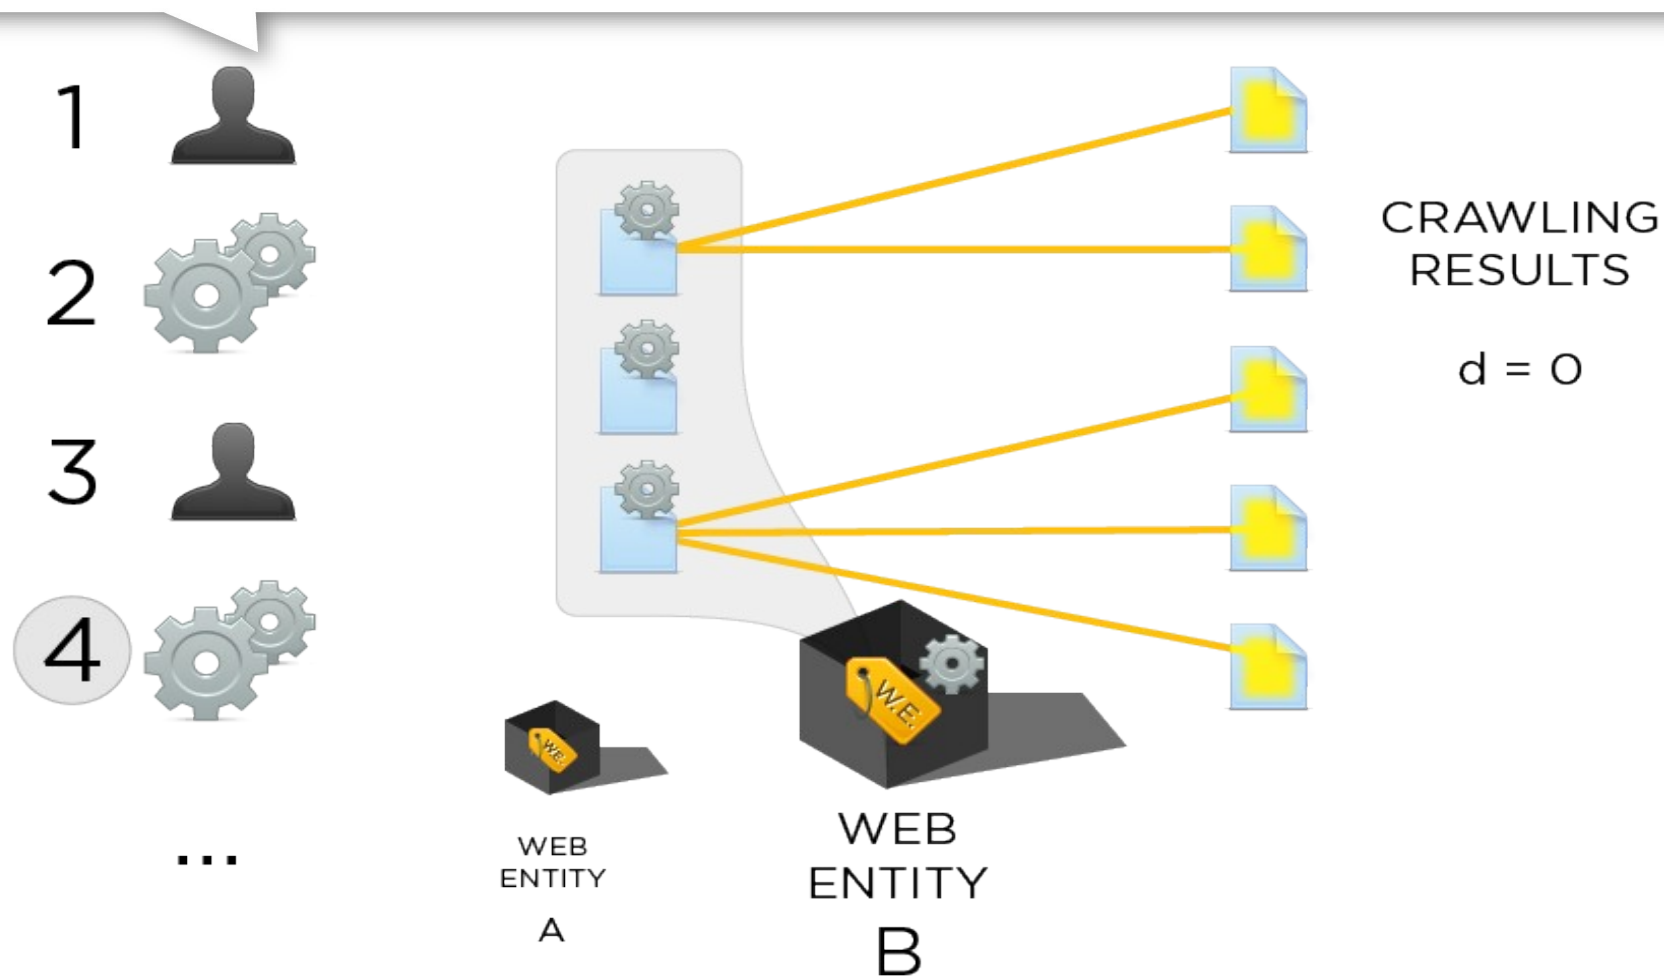 1
2
3
4
...
CRAWLING
RESULTS
d = 0
W.E.
W.E.
WEB
ENTITY
A
WEB
ENTITY
B